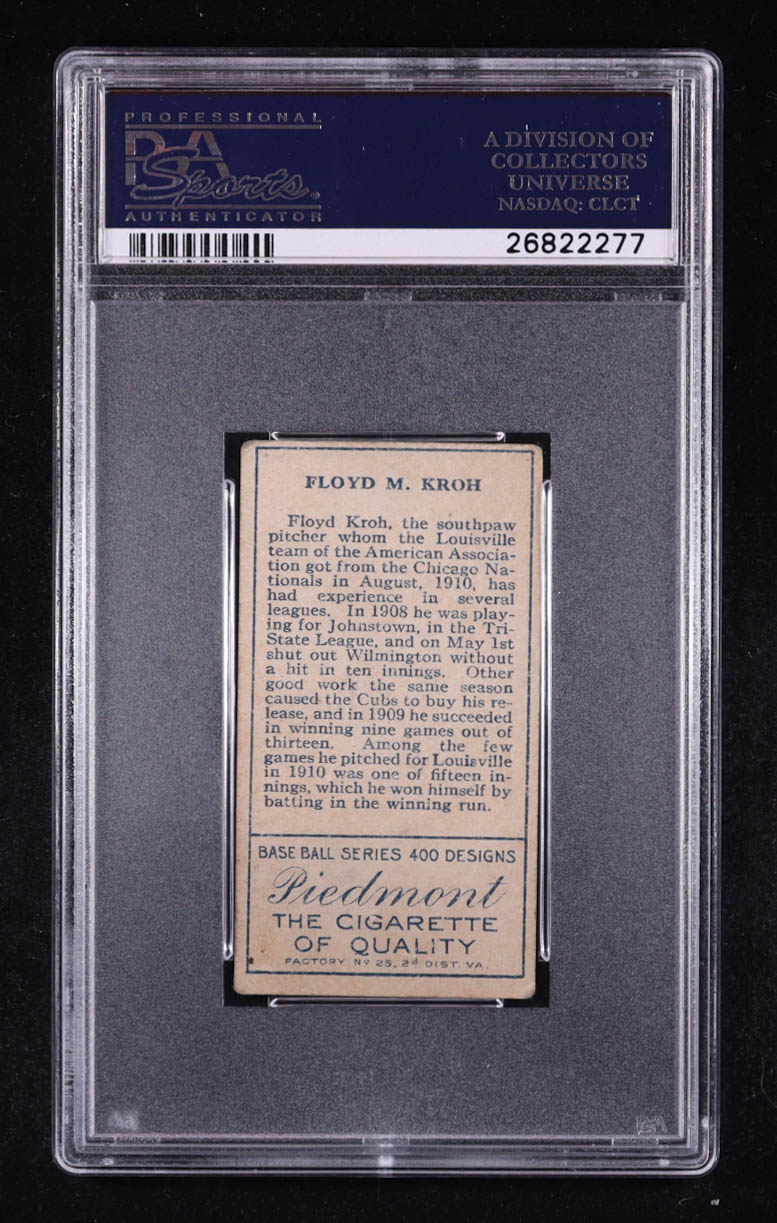 PROFESSIONAL
PSA
Sports.
AUTHENTICATOR
A DIVISION OF
COLLECTORS
UNIVERSE
NASDAQ: CLCT
26822277
FLOYD M. KROH
Floyd Kroh, the southpaw
pitcher whom the Louisville
team of the American Associa-
tion got from the Chicago Na-
tionals in August, 1910, has
had experience in several
leagues. In 1908 he was play-
ing for Johnstown, in the Tri-
State League, and on May 1st
shut out Wilmington without
a hit in ten innings. Other
good work the same season
caused the Cubs to buy his re-
lease, and in 1909 he succeeded
in winning nine games out of
thirteen. Among the few
games he pitched for Louisville
in 1910 was one of fifteen in-
nings, which he won himself by
batting in the winning run.
BASE BALL SERIES 400 DESIGNS
Piedmont
THE CIGARETTE
OF QUALITY
FACTORY Nº 25, 2d DIST. VA.